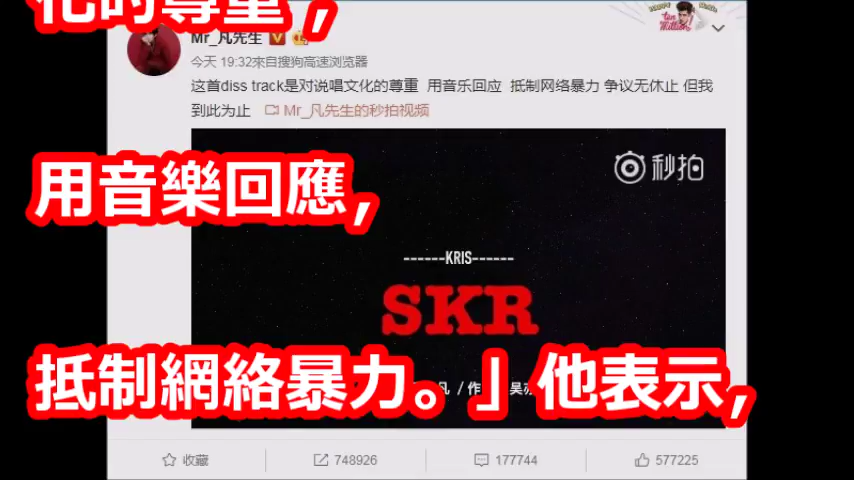 化的尊重，
Mr_凡先生
今天 19:32来自搜狗高速浏览器
这首diss track是对说唱文化的尊重 用音乐回应 抵制网络暴力 争议无休止 但我
到此为止 Mr_凡先生的秒拍视频
秒拍
用音樂回應，
------KRIS------
SKR
抵制網絡暴力。」他表示，
凡 / 作 吴亦
收藏
748926
177744
577225